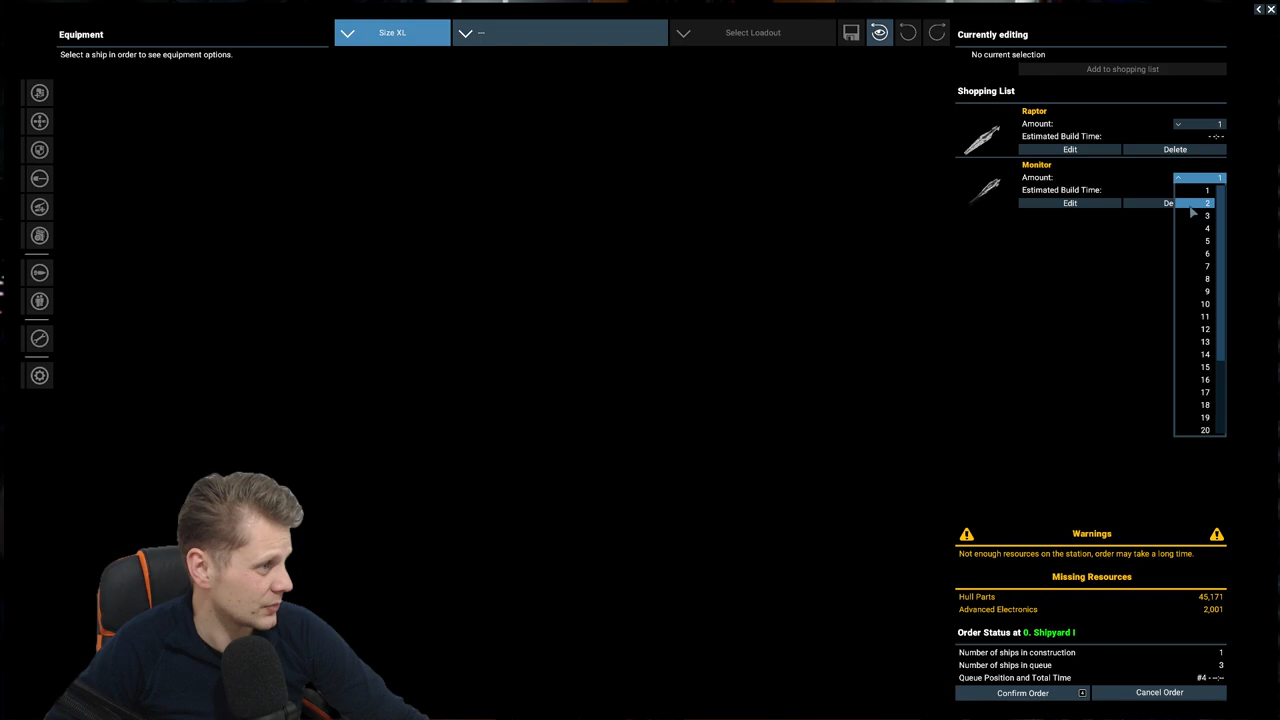 Equipment
Select a ship in order to see equipment options.
Size XL
--
Select Loadout
Currently editing
No current selection
Add to shopping list
Shopping List
Raptor
Amount: 1
Estimated Build Time: --:--
Edit Delete
Monitor
Amount: 1
Estimated Build Time:
Edit De
1
2
3
4
5
6
7
8
9
10
11
12
13
14
15
16
17
18
19
20
Warnings
Not enough resources on the station, order may take a long time.
Missing Resources
Hull Parts 45,171
Advanced Electronics 2,001
Order Status at 0. Shipyard I
Number of ships in construction 1
Number of ships in queue 3
Queue Position and Total Time #4 - --:--
Confirm Order Cancel Order